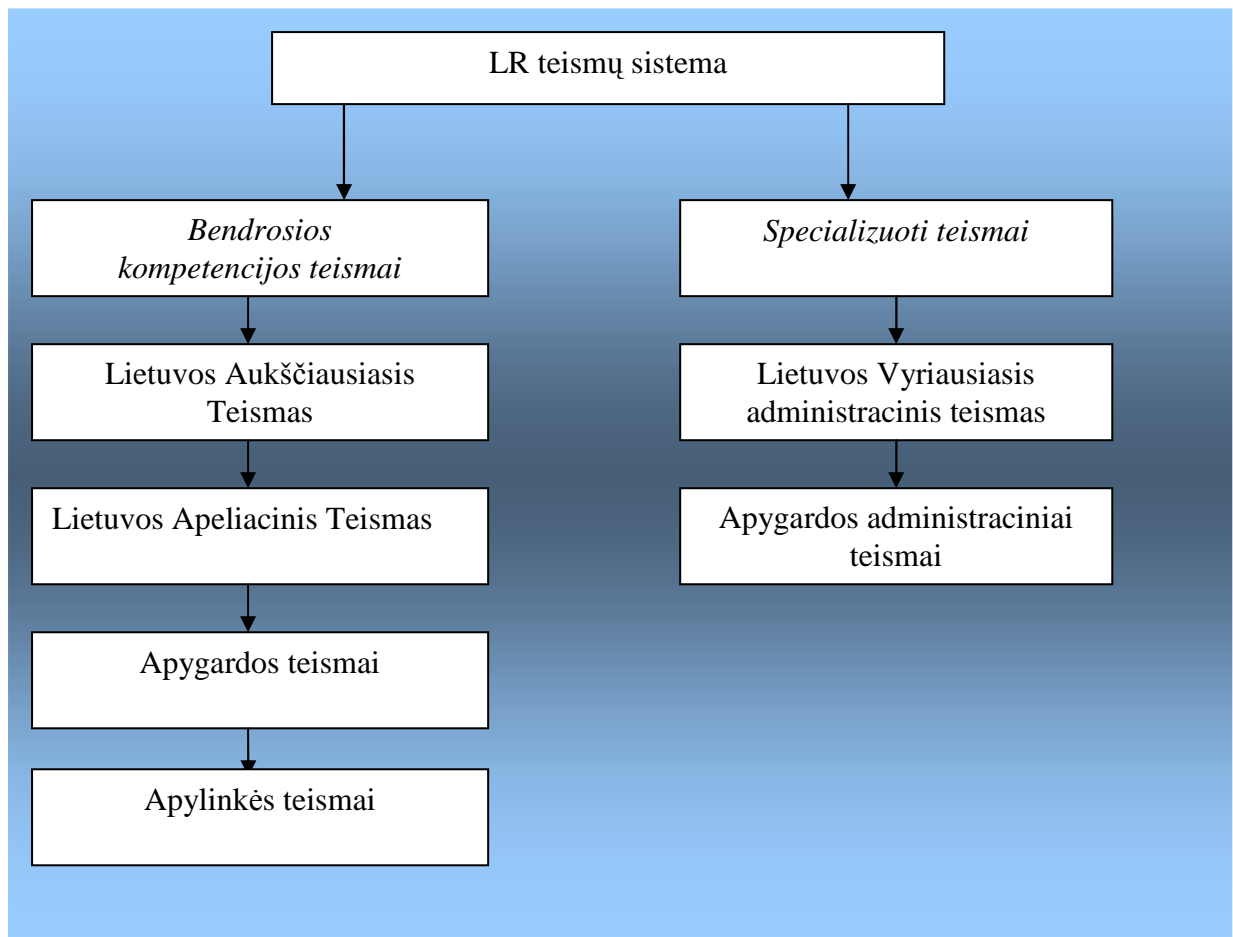 LR teismų sistema
Bendrosios
kompetencijos teismai
Specializuoti teismai
Lietuvos Aukščiausiasis
Teismas
Lietuvos Vyriausiasis
administracinis teismas
Lietuvos Apeliacinis Teismas
Apygardos administraciniai
teismai
Apygardos teismai
Apylinkės teismai